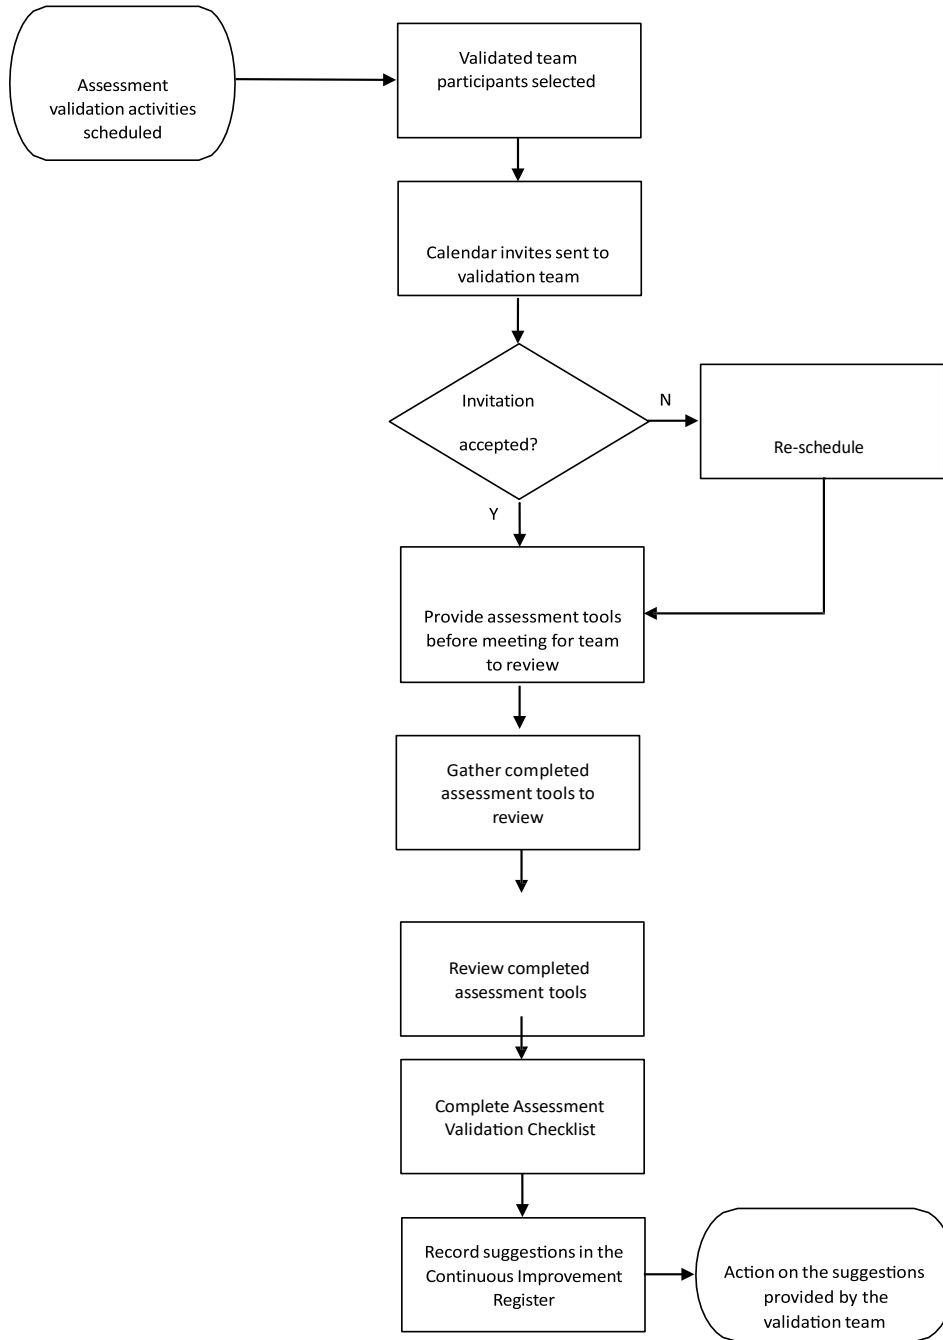 Assessment
validation activities
scheduled
Validated team
participants selected
Calendar invites sent to
validation team
Invitation
accepted?
N
Re-schedule
Y
Provide assessment tools
before meeting for team
to review
Gather completed
assessment tools to
review
Review completed
assessment tools
Complete Assessment
Validation Checklist
Record suggestions in the
Continuous Improvement
Register
Action on the suggestions
provided by the
validation team